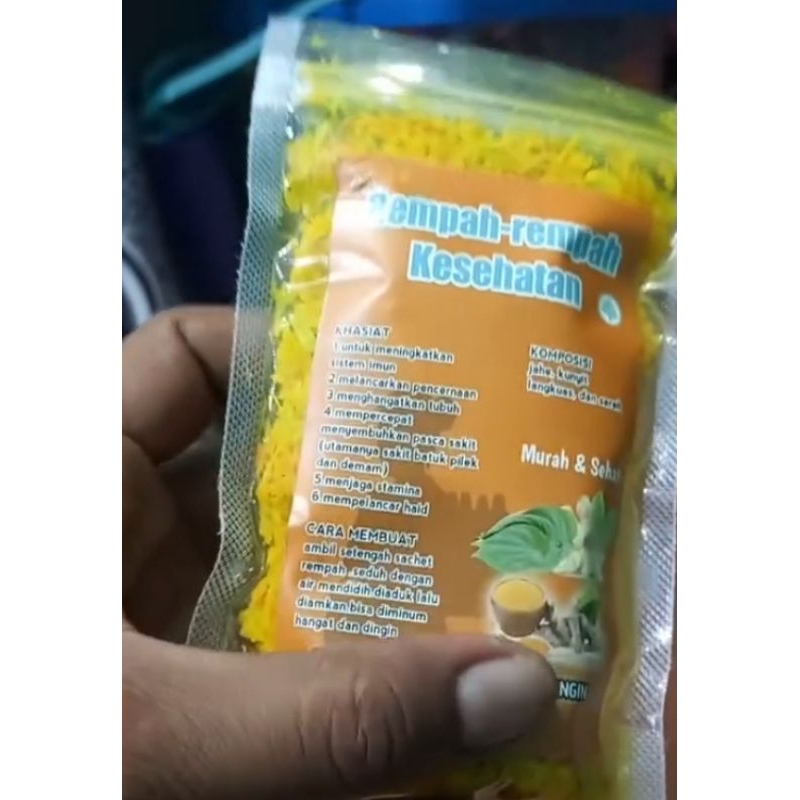 Rempah-rempah
Kesehatan
KHASIAT
1.untuk meningkatkan
sistem imun
2.melancarkan pencernaan
3.menghangatkan tubuh
4.mempercepat
menyembuhkan pasca sakit
(utamanya sakit batuk pilek
dan demam)
5.menjaga stamina
6.mempelancar haid
CARA MEMBUAT
ambil setengah sachet
rempah ,seduh dengan
air mendidih diaduk lalu
diamkan.bisa diminum
hangat dan dingin
KOMPOSISI
jahe, kunyit,
langkuas, dan sereh
Murah & Sehat
NGIN